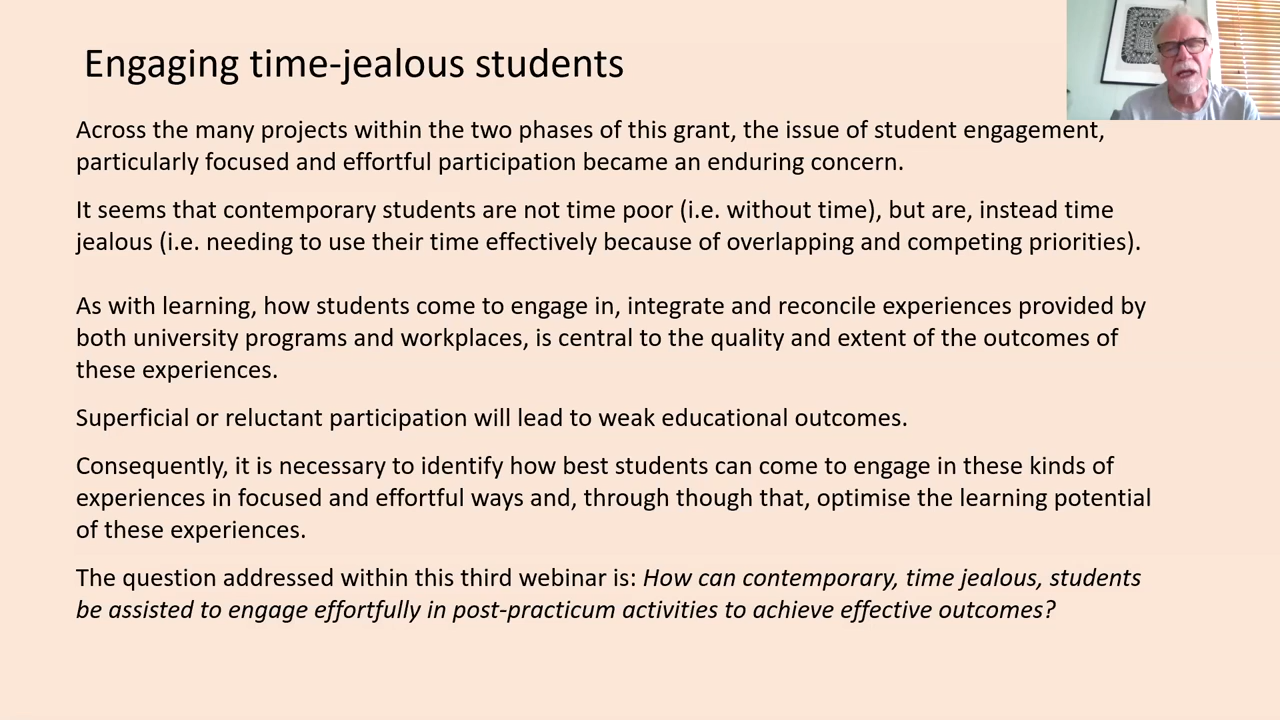 Engaging time-jealous students
Across the many projects within the two phases of this grant, the issue of student engagement,
particularly focused and effortful participation became an enduring concern.
It seems that contemporary students are not time poor (i.e. without time), but are, instead time
jealous (i.e. needing to use their time effectively because of overlapping and competing priorities).
As with learning, how students come to engage in, integrate and reconcile experiences provided by
both university programs and workplaces, is central to the quality and extent of the outcomes of
these experiences.
Superficial or reluctant participation will lead to weak educational outcomes.
Consequently, it is necessary to identify how best students can come to engage in these kinds of
experiences in focused and effortful ways and, through though that, optimise the learning potential
of these experiences.
The question addressed within this third webinar is: How can contemporary, time jealous, students
be assisted to engage effortfully in post-practicum activities to achieve effective outcomes?